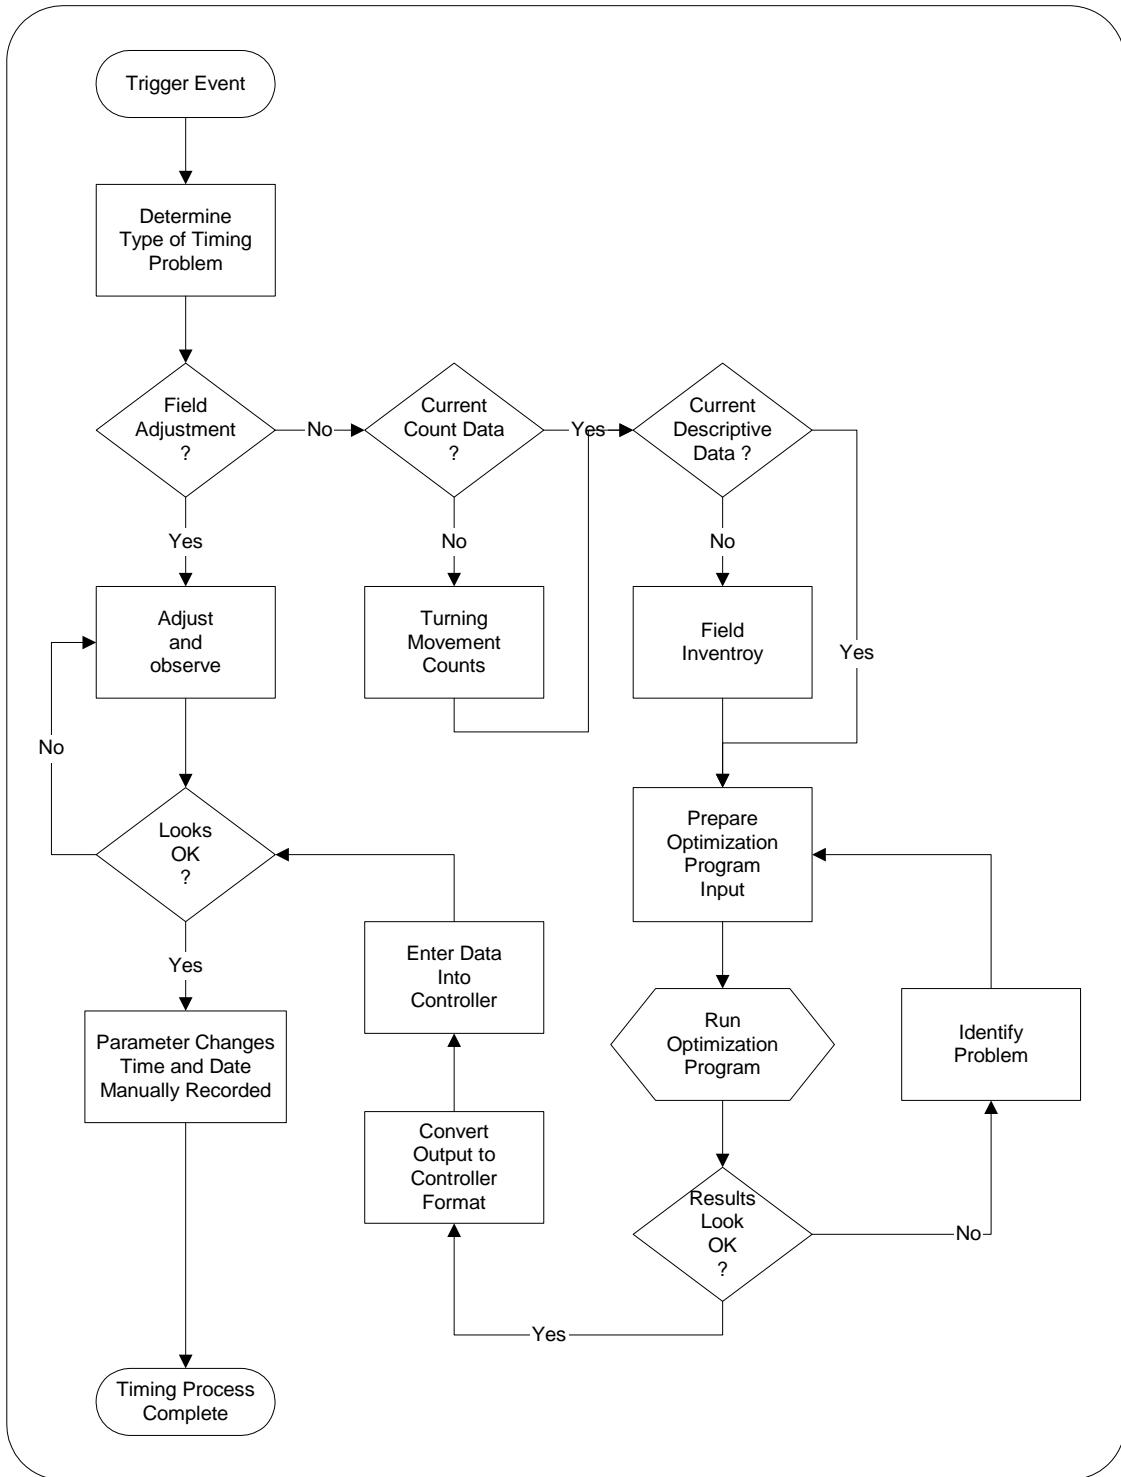 Trigger Event
Determine
Type of Timing
Problem
Field
Adjustment
?
No
Current
Count Data
?
Yes
Current
Descriptive
Data ?
Yes
No
No
Adjust
and
observe
Turning
Movement
Counts
Field
Inventroy
Yes
No
Looks
OK
?
Prepare
Optimization
Program
Input
Yes
Enter Data
Into
Controller
Parameter Changes
Time and Date
Manually Recorded
Run
Optimization
Program
Identify
Problem
Convert
Output to
Controller
Format
Results
Look
OK
?
No
Yes
Timing Process
Complete